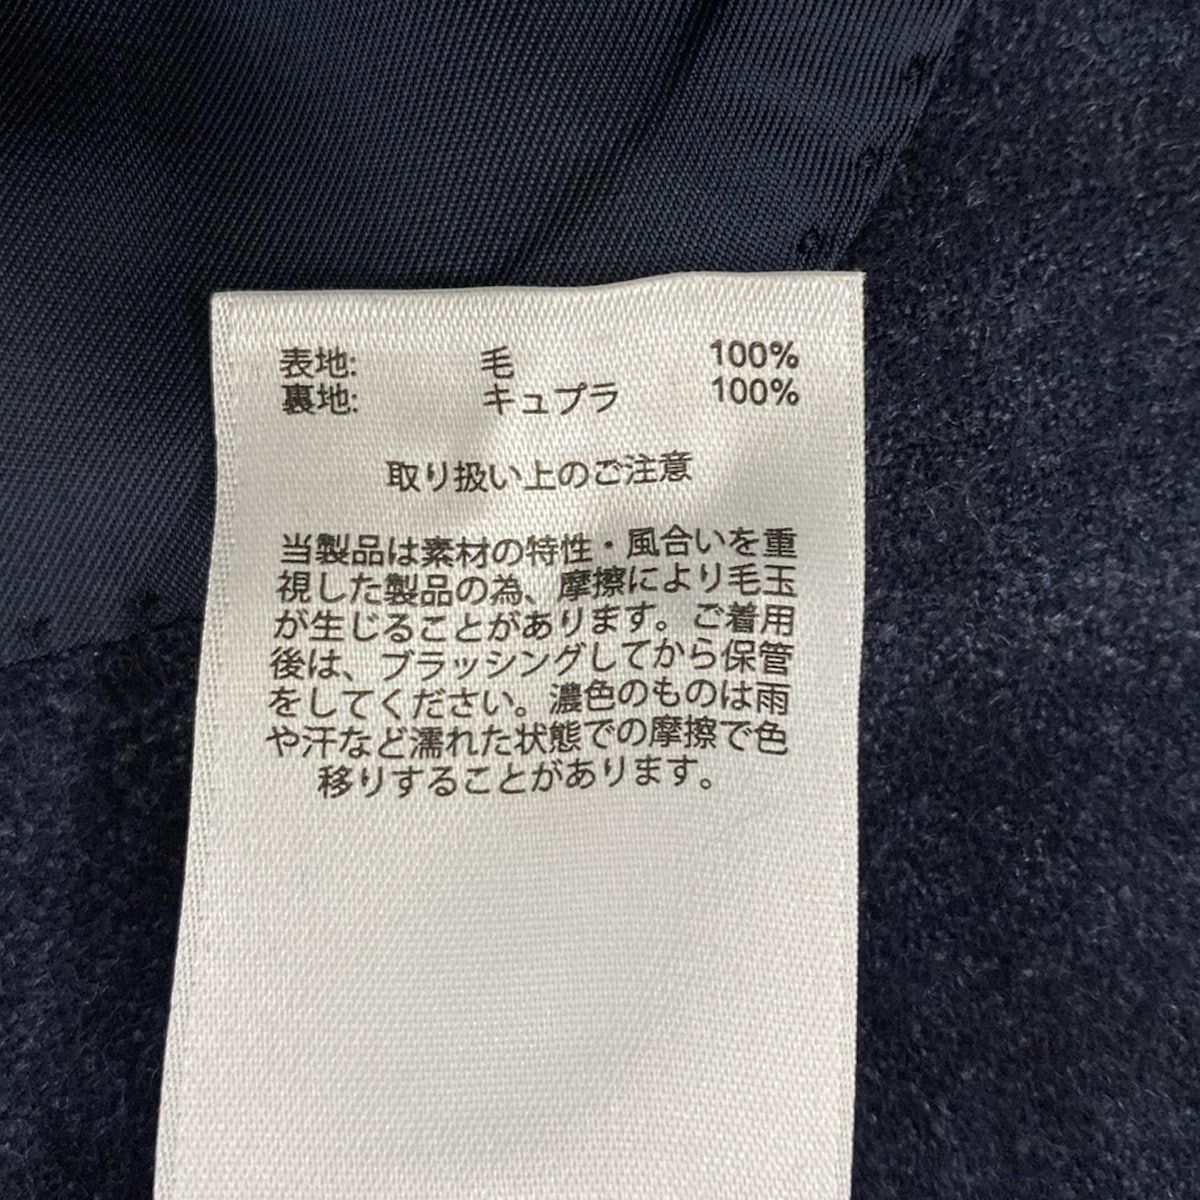 表地: 毛 100%
裏地: キュプラ 100%
取り扱い上のご注意
当製品は素材の特性・風合いを重
視した製品の為、摩擦により毛玉
が生じることがあります。ご着用
後は、ブラッシングしてから保管
をしてください。濃色のものは雨
や汗など濡れた状態での摩擦で色
移りすることがあります。